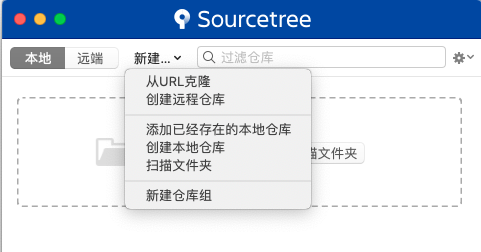 Sourcetree
本地
远端
新建...
过滤仓库
从URL克隆
创建远程仓库
添加已经存在的本地仓库
创建本地仓库
扫描文件夹
描文件夹
新建仓库组